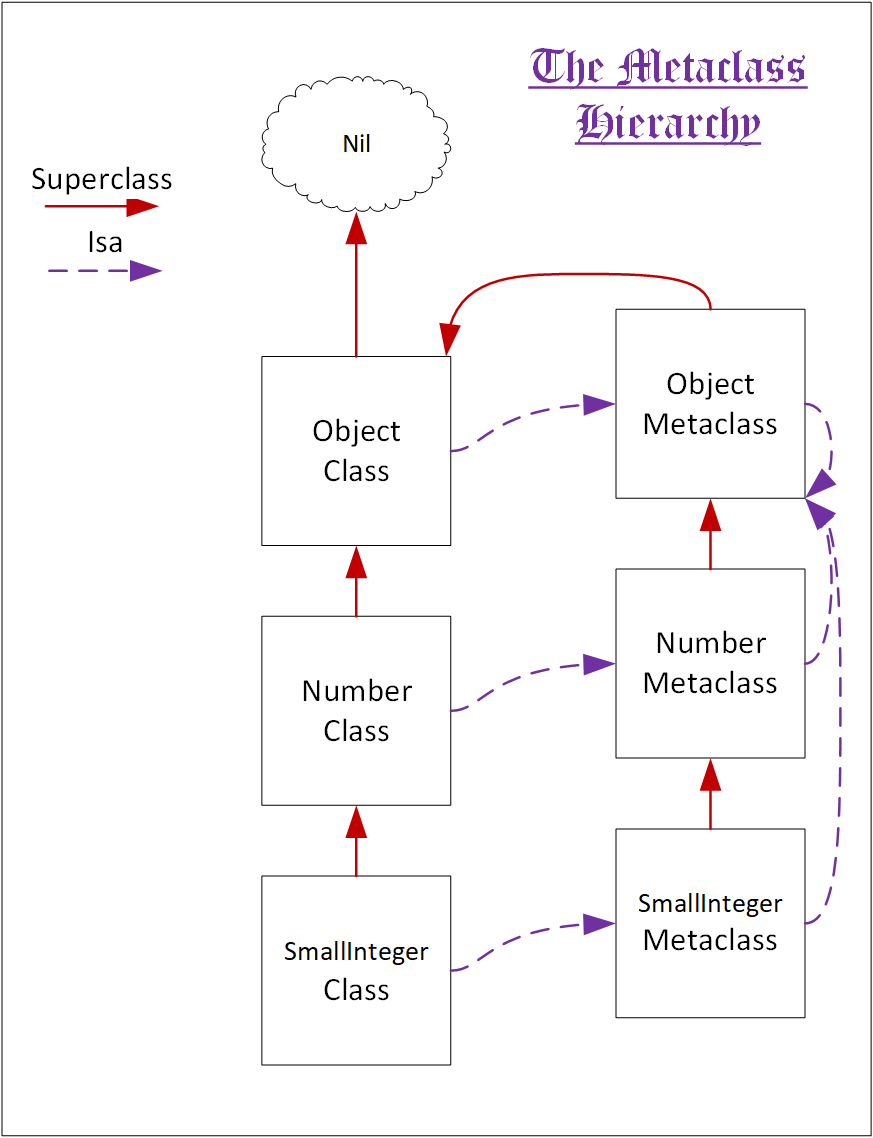 The Metaclass
Hierarchy
Nil
Superclass
Isa
Object
Metaclass
Object
Class
Number
Metaclass
Number
Class
SmallInteger
Metaclass
SmallInteger
Class